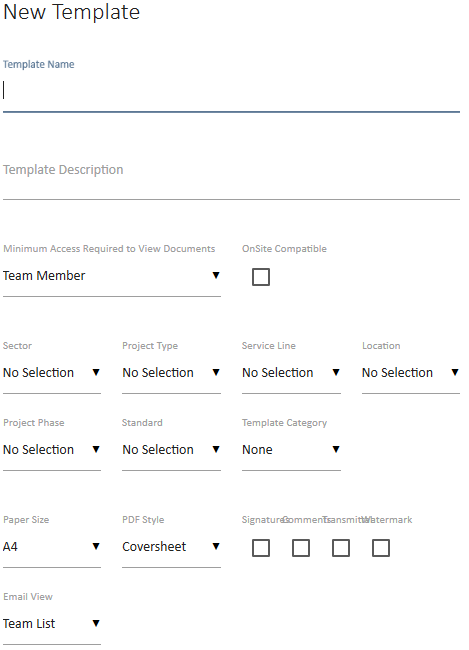 New Template
Template Name
Template Description
Minimum Access Required to View Documents OnSite Compatible
Team Member
Sector Project Type Service Line Location
No Selection No Selection No Selection No Selection
Project Phase Standard Template Category
No Selection No Selection None
Paper Size PDF Style Signatures Comments Transmittal Watermark
A4 Coversheet
Email View
Team List